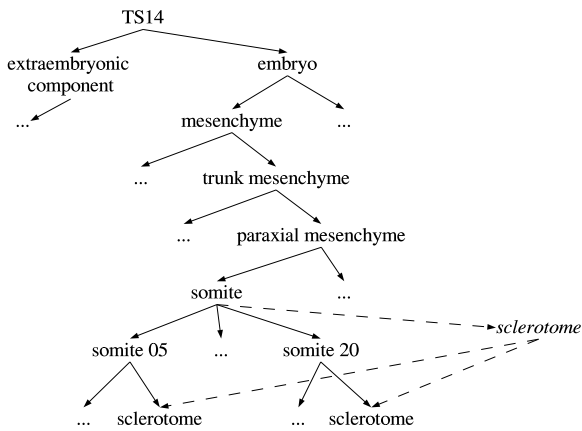 TS14
extraembryonic
component
embryo
...
mesenchyme
...
...
trunk mesenchyme
...
paraxial mesenchyme
somite
...
sclerotome
somite 05
...
somite 20
...
sclerotome
...
sclerotome